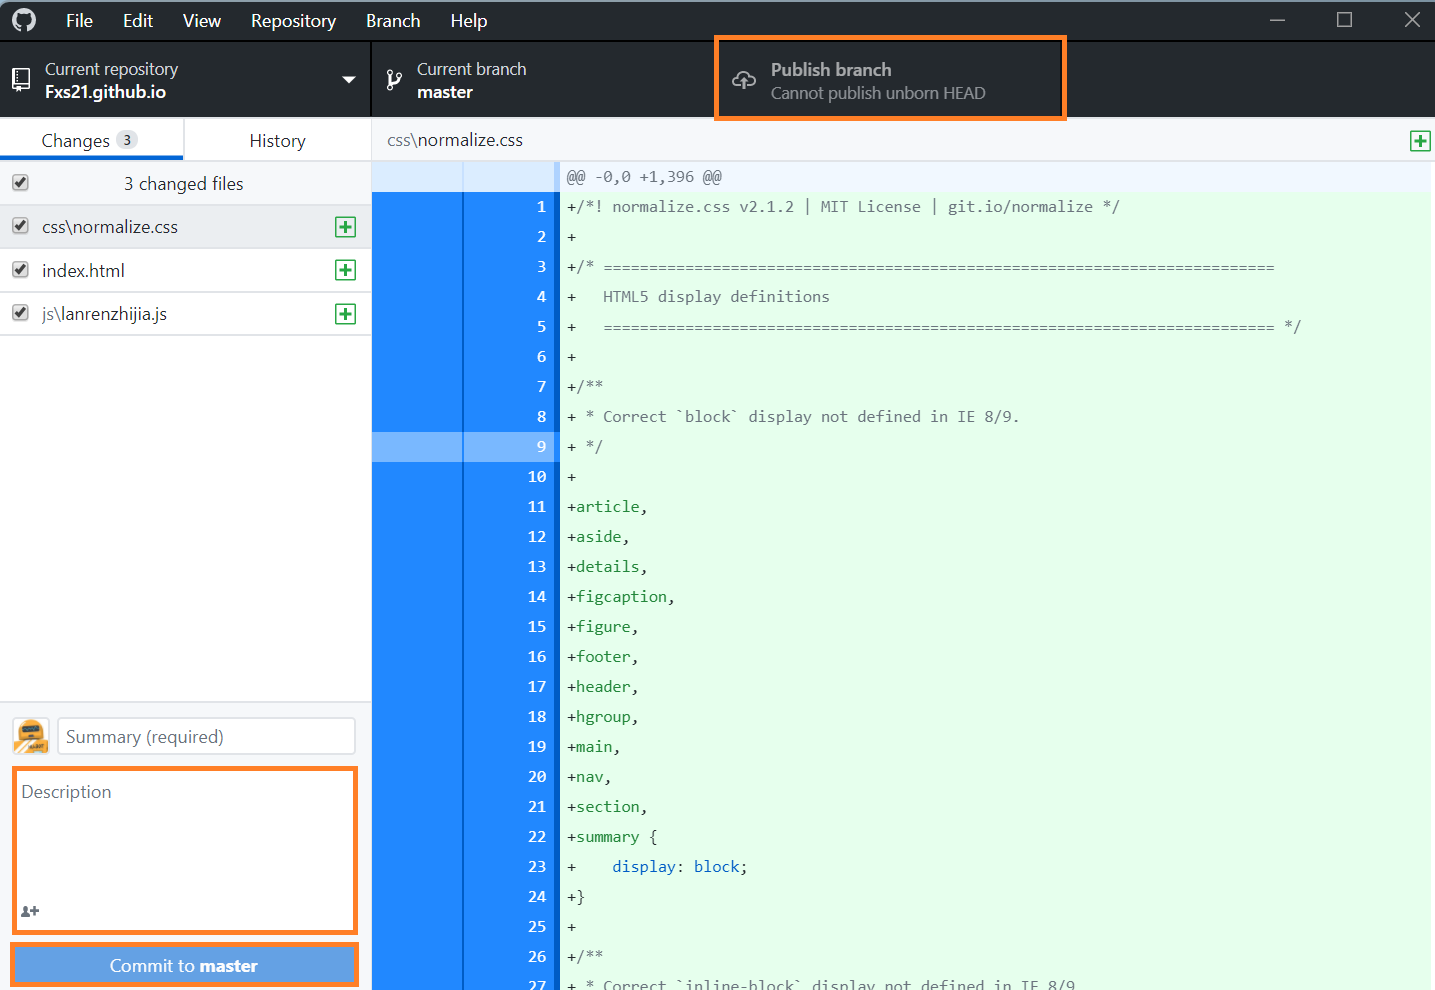 File Edit View Repository Branch Help
Current repository
Fxs21.github.io
Current branch
master
Publish branch
Cannot publish unborn HEAD
Changes 3 History
css\normalize.css
3 changed files
css\normalize.css
index.html
js\lanrenzhijia.js
@@ -0,0 +1,396 @@
1 +/*! normalize.css v2.1.2 | MIT License | git.io/normalize */
2 +
3 +/* ==========================================================================
4 +   HTML5 display definitions
5 +   ========================================================================== */
6 +
7 +/**
8 + * Correct `block` display not defined in IE 8/9.
9 + */
10 +
11 +article,
12 +aside,
13 +details,
14 +figcaption,
15 +figure,
16 +footer,
17 +header,
18 +hgroup,
19 +main,
20 +nav,
21 +section,
22 +summary {
23 +    display: block;
24 +}
25 +
26 +/**
27 + * Correct `inline-block` display not defined in IE 8/9.
Summary (required)
Description
Commit to master